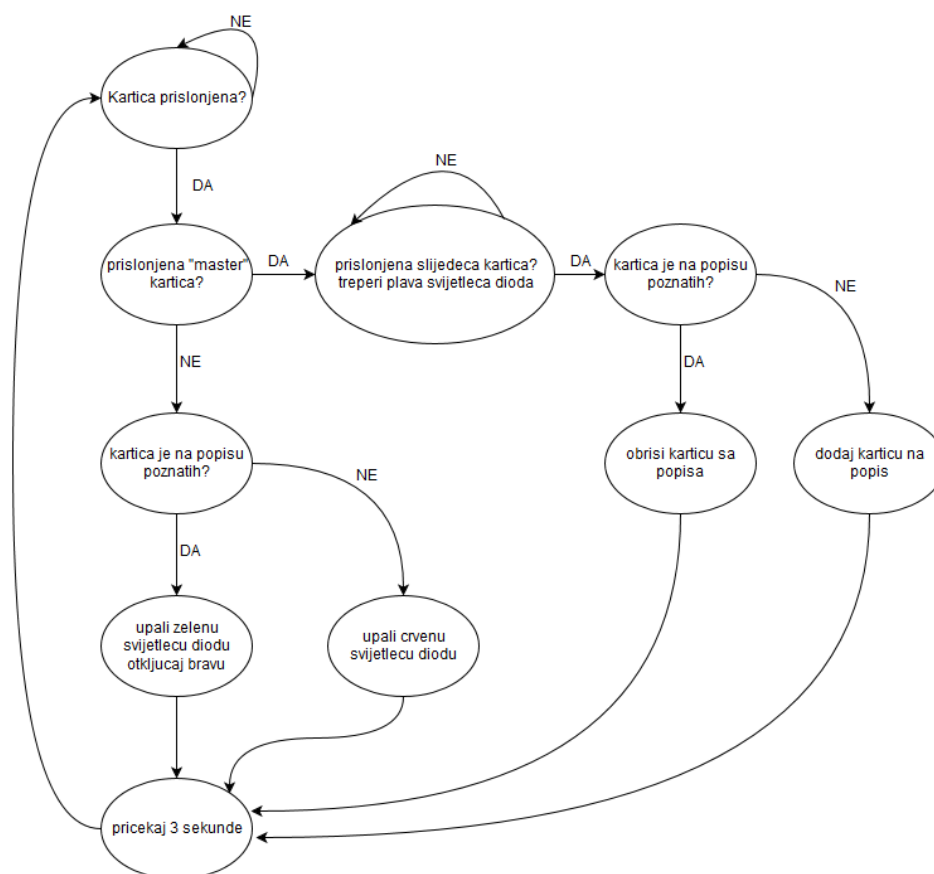 NE
Kartica prislonjena?
DA
NE
prislonjena "master"
kartica?
DA
prislonjena slijedeca kartica?
treperi plava svijetleca dioda
DA
kartica je na popisu
poznatih?
NE
NE
DA
kartica je na popisu
poznatih?
NE
obrisi karticu sa
popisa
dodaj karticu na
popis
DA
upali zelenu
svijetlecu diodu
otkljucaj bravu
upali crvenu
svijetlecu diodu
pricekaj 3 sekunde